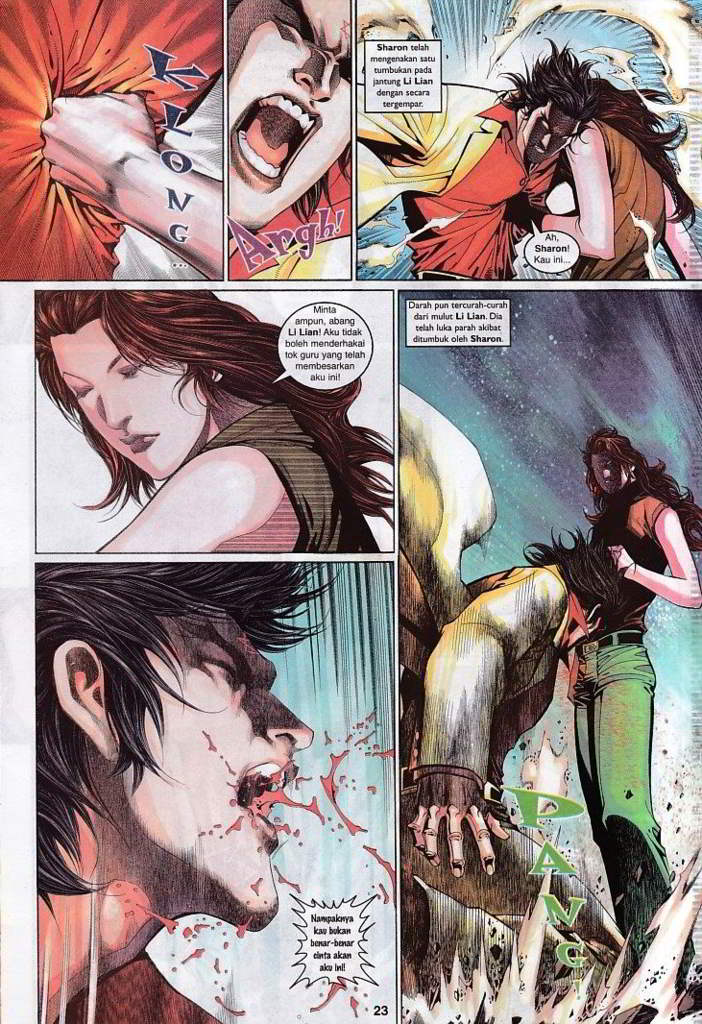 KLONG...
Argh!
Sharon telah
mengenakan satu
tumbukan pada
jantung Li Lian
dengan secara
tergempar.
Ah,
Sharon!
Kau ini...
Minta
ampun, abang
Li Lian! Aku tidak
boleh menderhakai
tok guru yang telah
membesarkan
aku ini!
Darah pun tercurah-curah
dari mulut Li Lian. Dia
telah luka parah akibat
ditumbuk oleh Sharon.
PANG!
Nampaknya
kau bukan
benar-benar
cinta akan
aku ini!
23